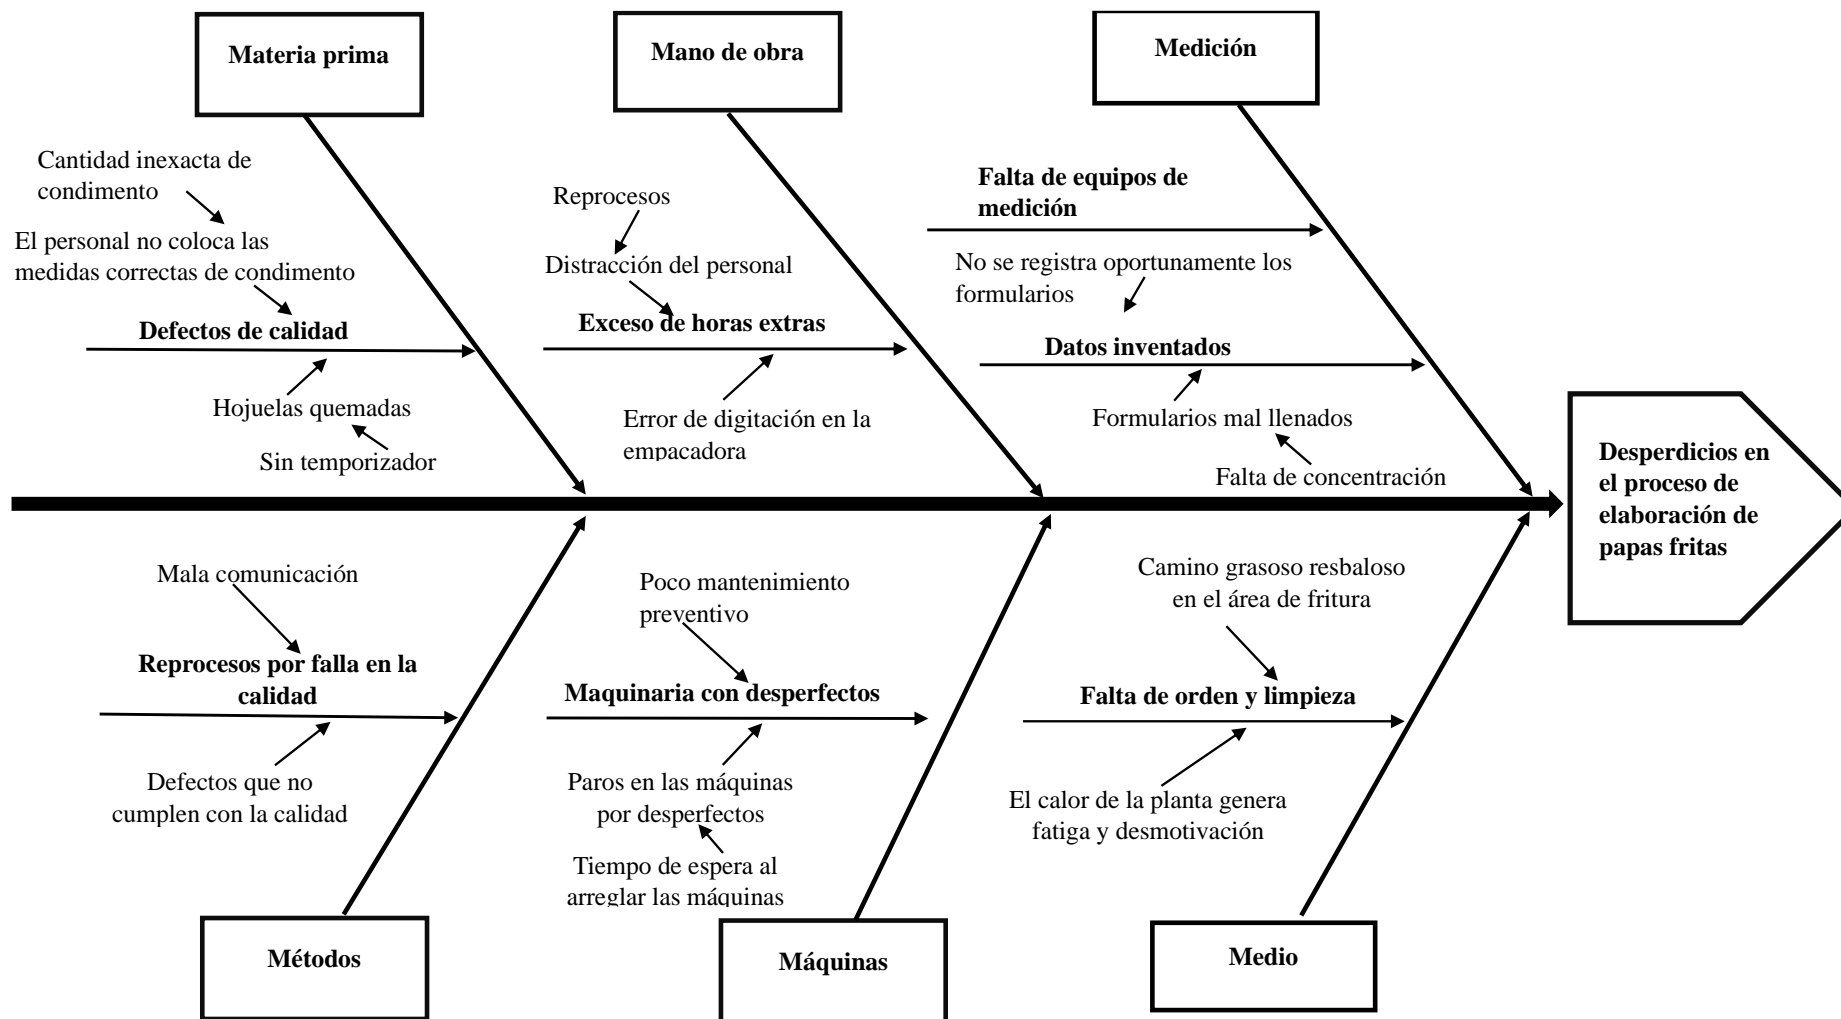 Materia prima
Mano de obra
Medición
Cantidad inexacta de
condimento
El personal no coloca las
medidas correctas de condimento
Defectos de calidad
Hojuelas quemadas
Sin temporizador
Reprocesos
Distracción del personal
Exceso de horas extras
Error de digitación en la
empacadora
Falta de equipos de
medición
No se registra oportunamente los
formularios
Datos inventados
Formularios mal llenados
Falta de concentración
Desperdicios en
el proceso de
elaboración de
papas fritas
Mala comunicación
Reprocesos por falla en la
calidad
Defectos que no
cumplen con la calidad
Poco mantenimiento
preventivo
Maquinaria con desperfectos
Paros en las máquinas
por desperfectos
Tiempo de espera al
arreglar las máquinas
Camino grasoso resbaloso
en el área de fritura
Falta de orden y limpieza
El calor de la planta genera
fatiga y desmotivación
Métodos
Máquinas
Medio